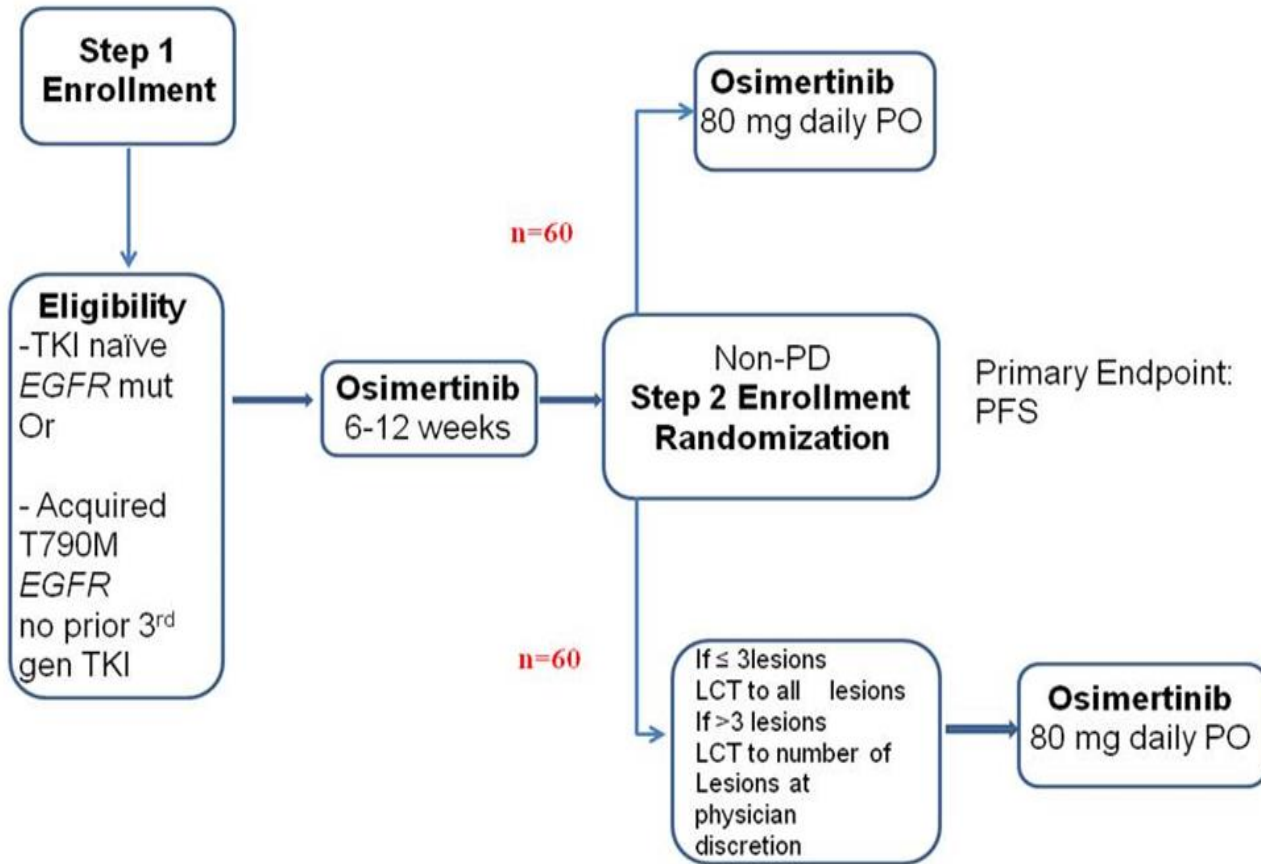 Step 1
Enrollment
Eligibility
-TKI naïve
EGFR mut
Or
- Acquired
T790M
EGFR
no prior 3rd
gen TKI
Osimertinib
6-12 weeks
n=60
Osimertinib
80 mg daily PO
Non-PD
Step 2 Enrollment
Randomization
Primary Endpoint:
PFS
n=60
If ≤ 3lesions
LCT to all lesions
If >3 lesions
LCT to number of
Lesions at
physician
discretion
Osimertinib
80 mg daily PO